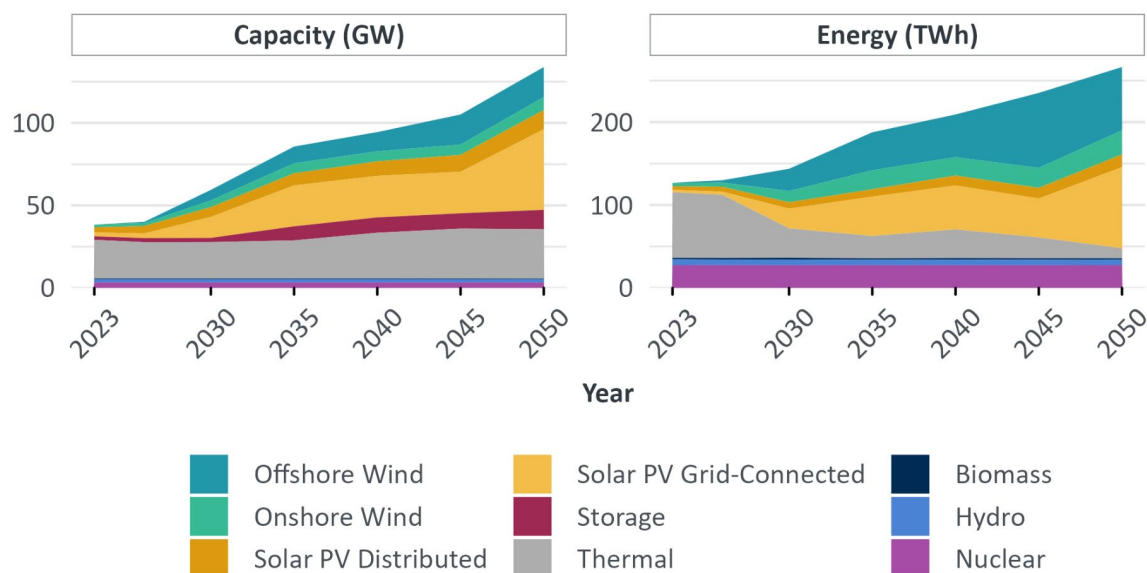 Capacity (GW)
Energy (TWh)
100
50
0
200
100
0
2023
2030
2035
2040
2045
2050
2023
2030
2035
2040
2045
2050
Year
Offshore Wind
Solar PV Grid-Connected
Biomass
Onshore Wind
Storage
Hydro
Solar PV Distributed
Thermal
Nuclear